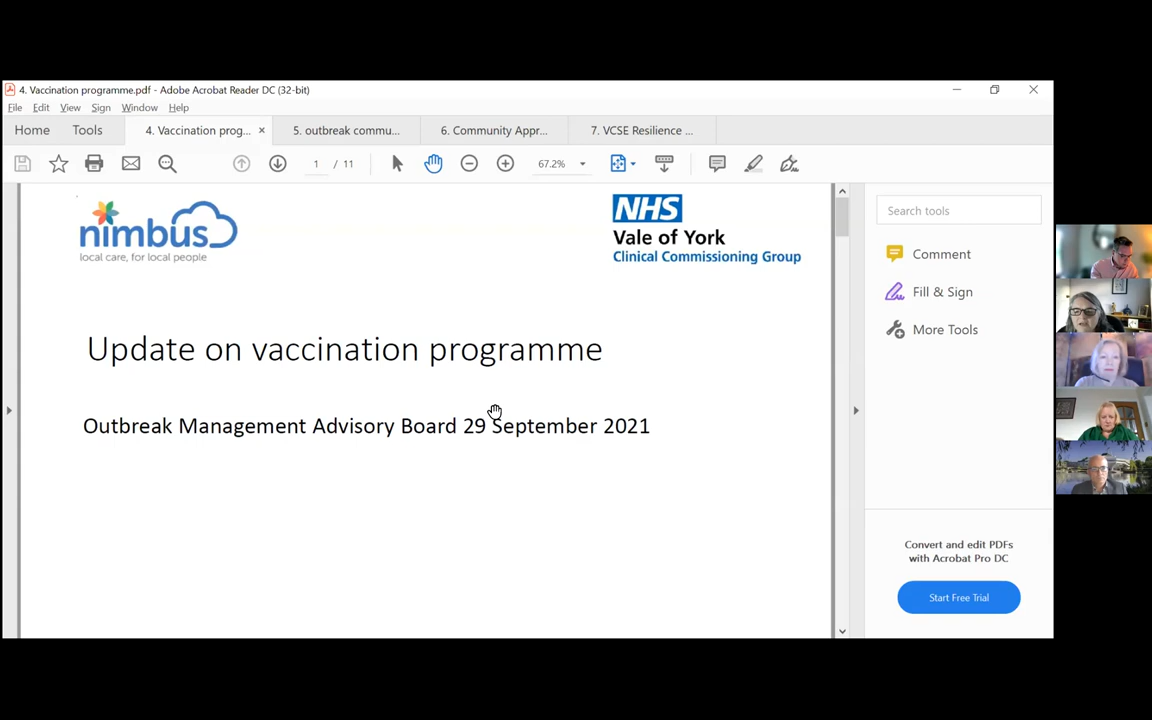 4. Vaccination programme.pdf - Adobe Acrobat Reader DC (32-bit)
File Edit View Sign Window Help
Home Tools 4. Vaccination prog... × 5. outbreak commu... 6. Community Appr... 7. VCSE Resilience ...
1 / 11 67.2%
nimbus
local care, for local people
NHS
Vale of York
Clinical Commissioning Group
Update on vaccination programme
Outbreak Management Advisory Board 29 September 2021
Search tools
Comment
Fill & Sign
More Tools
Convert and edit PDFs
with Acrobat Pro DC
Start Free Trial